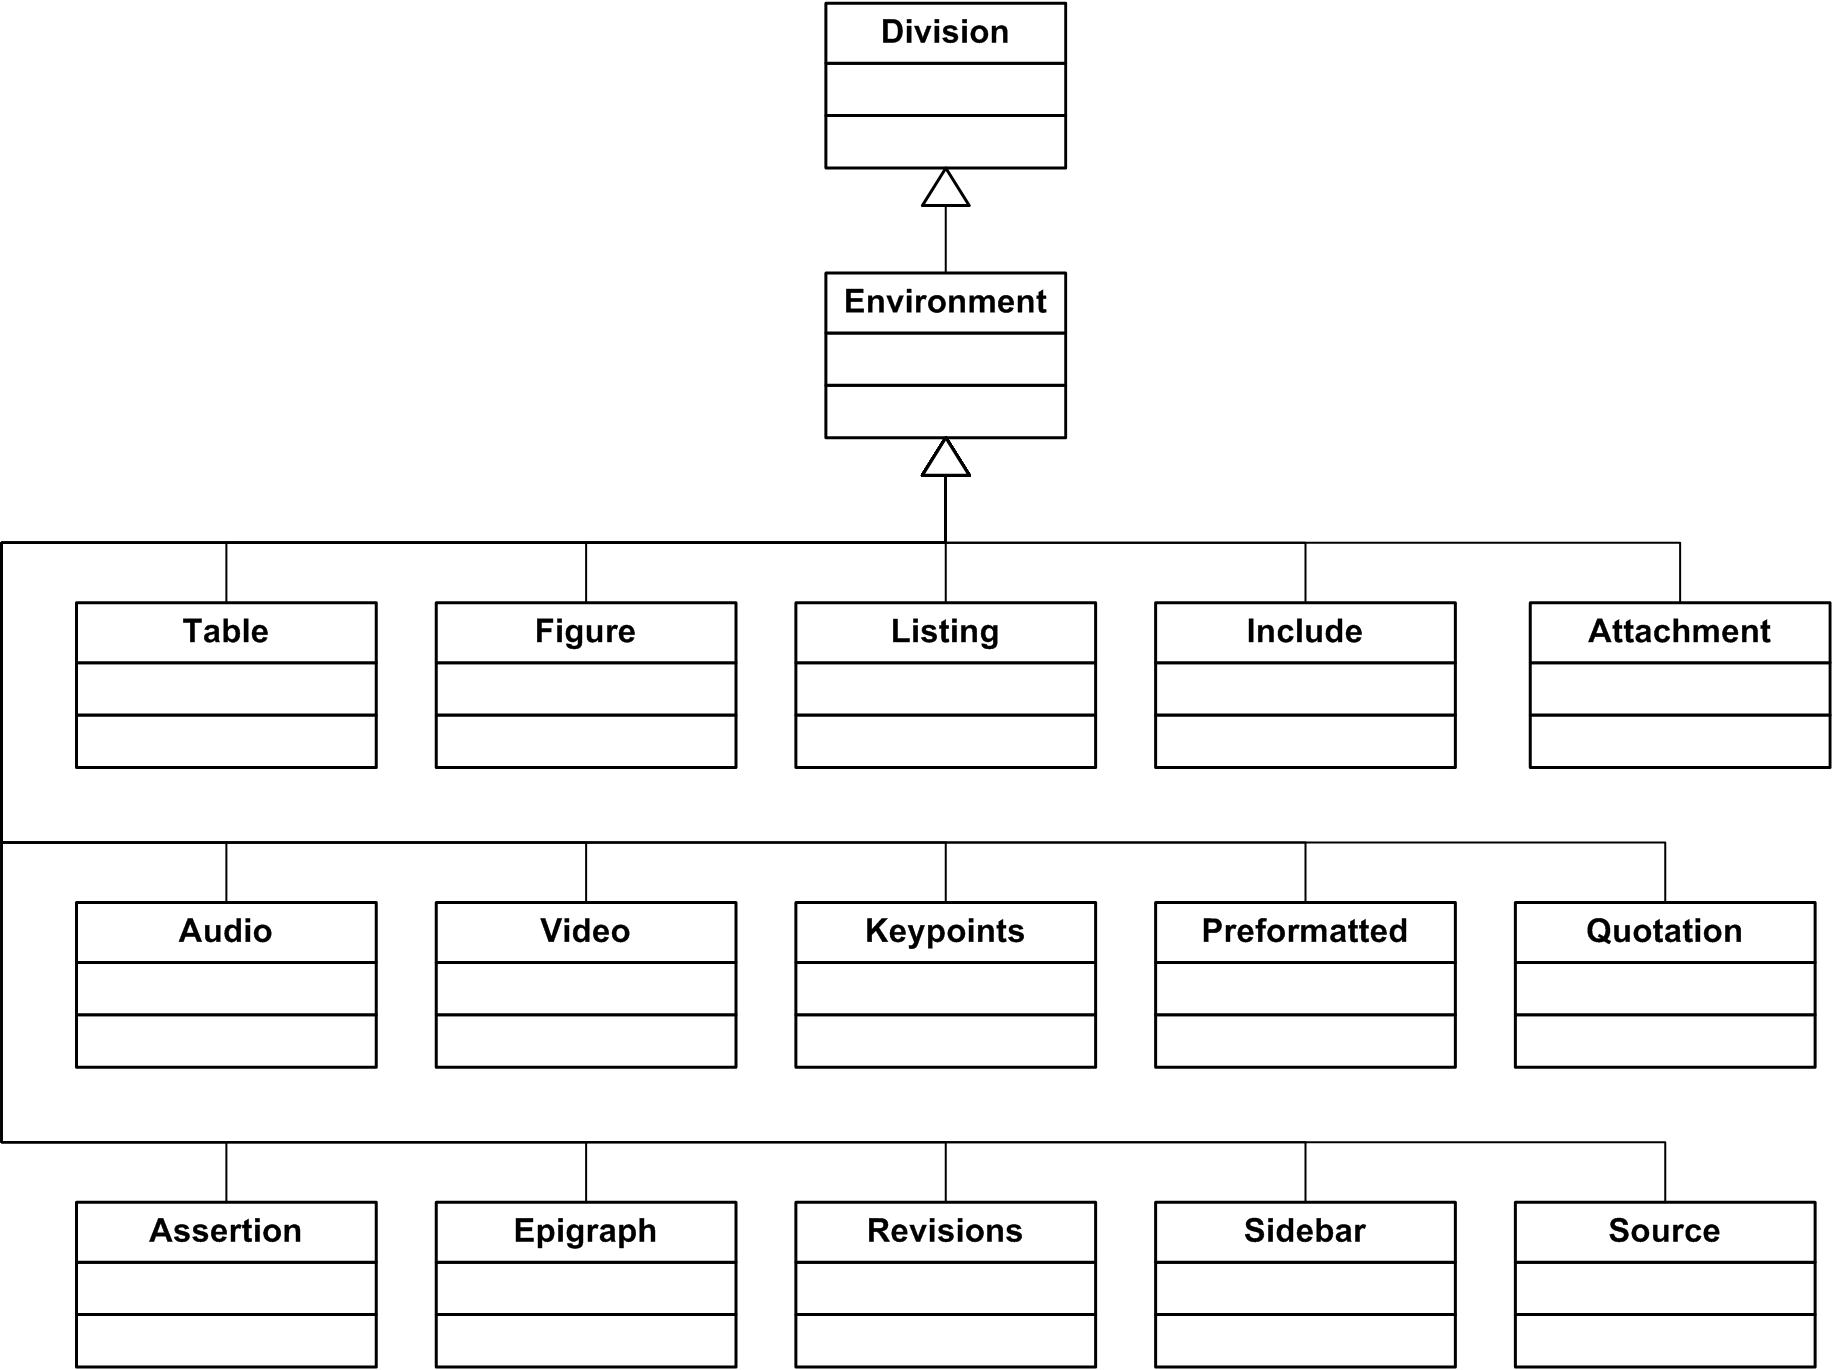 Division
Environment
Table
Figure
Listing
Include
Attachment
Audio
Video
Keypoints
Preformatted
Quotation
Assertion
Epigraph
Revisions
Sidebar
Source